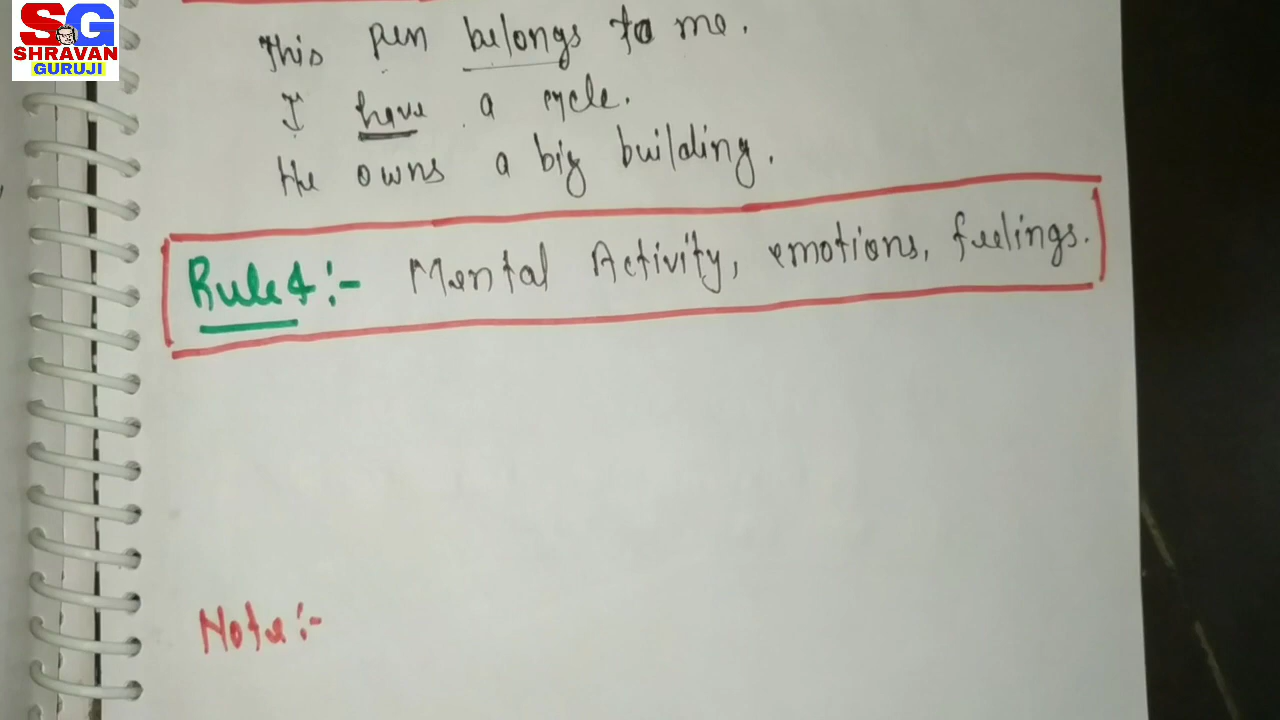 SG
SHRAVAN
GURUJI
This pen belongs to me.
I have a cycle.
He owns a big building.
Rule 4:- Mental Activity, emotions, feelings.
Note:-